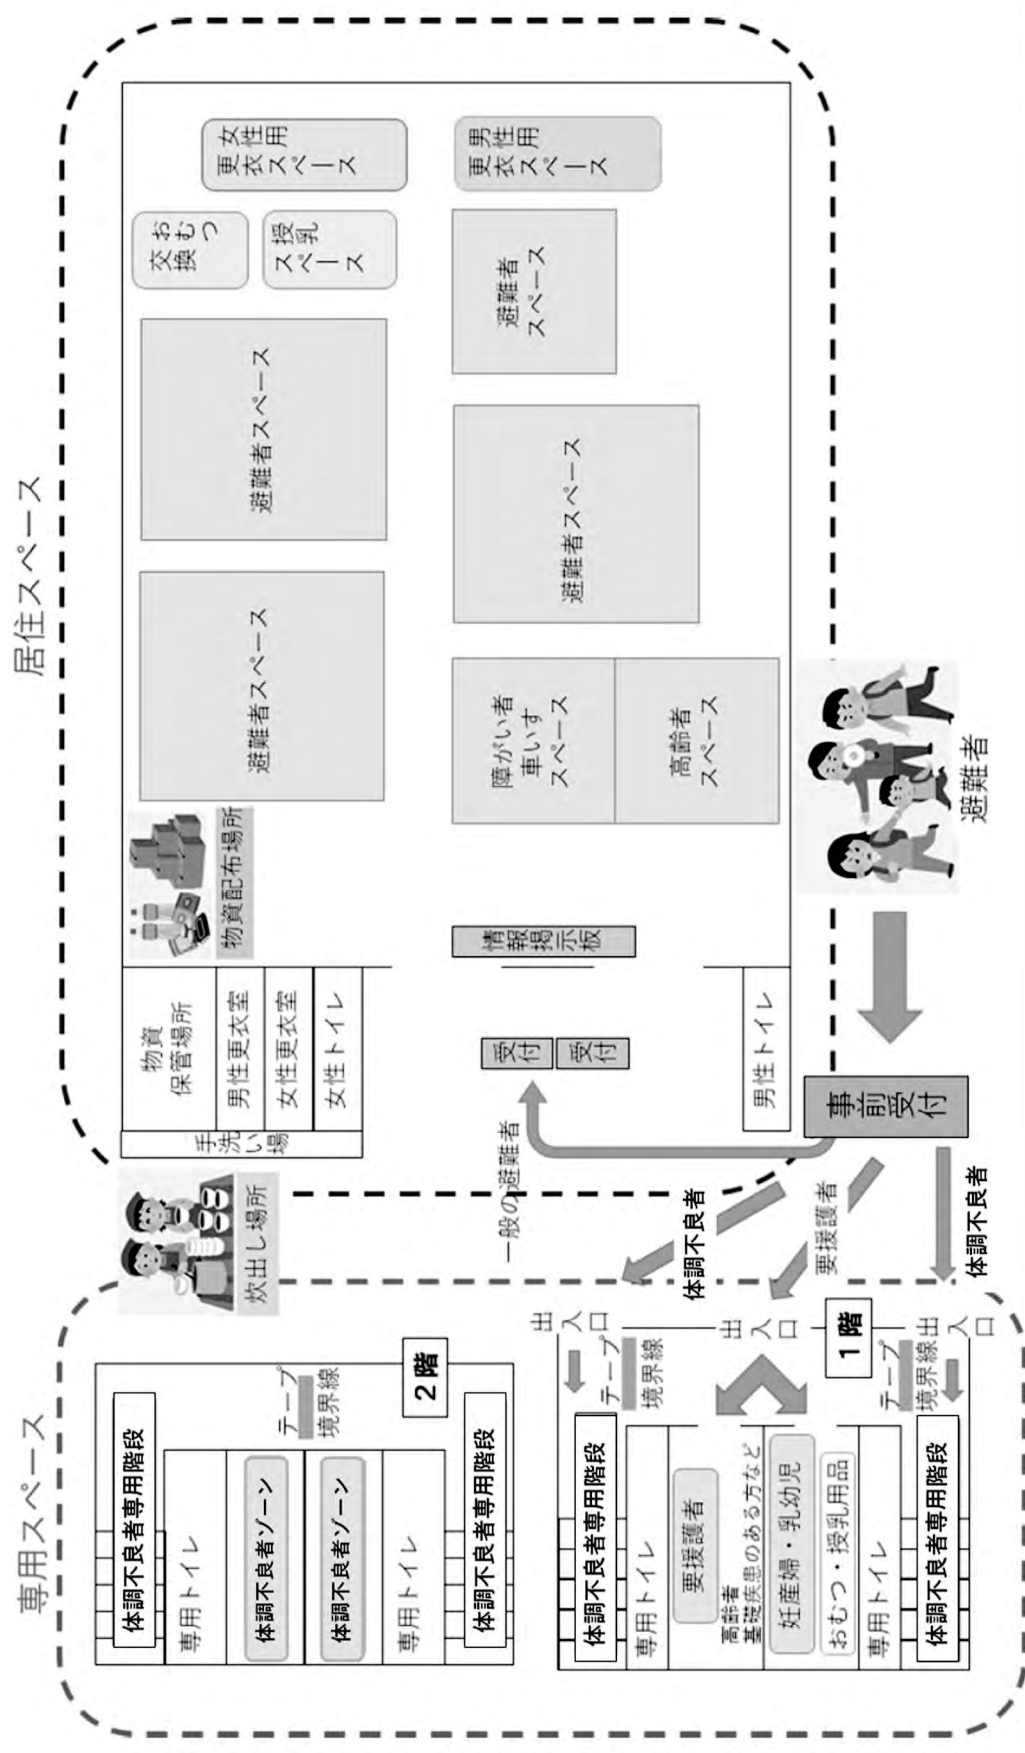 専用スペース
体調不良者専用階段
専用トイレ
体調不良者ゾーン
体調不良者ゾーン
専用トイレ
体調不良者専用階段
テープ
境界線
2階
体調不良者専用階段
専用トイレ
要援護者
高齢者
基礎疾患のある方など
妊産婦・乳幼児
おむつ・授乳用品
専用トイレ
体調不良者専用階段
テープ
境界線
テープ
境界線
出
入
口
出
入
口
出
入
口
1階
炊出し場所
一般の避難者
体調不良者
要援護者
体調不良者
事前受付
避難者
居住スペース
手洗い場
物資
保管場所
男性更衣室
女性更衣室
女性トイレ
受付
受付
男性トイレ
物資配布場所
情報
掲示
板
避難者スペース
避難者スペース
障がい者
車いす
スペース
高齢者
スペース
避難者スペース
避難者
スペース
おむつ
交換
授乳
スペース
女性用
更衣スペース
男性用
更衣スペース